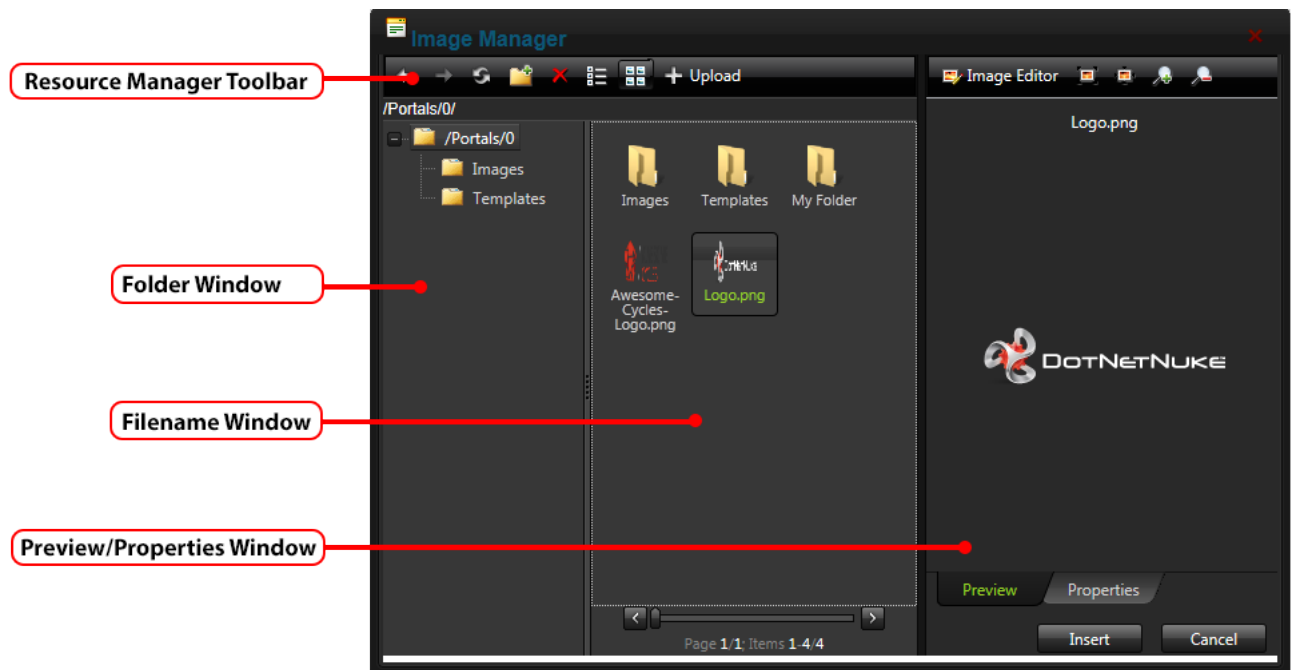 Image Manager
Resource Manager Toolbar
Upload
Image Editor
/Portals/0/
/Portals/0
Images
Templates
Images
Templates
My Folder
Awesome-
Cycles-
Logo.png
Logo.png
Logo.png
DotNetNuke
Folder Window
Filename Window
Preview/Properties Window
Preview
Properties
Page 1/1; Items 1-4/4
Insert
Cancel